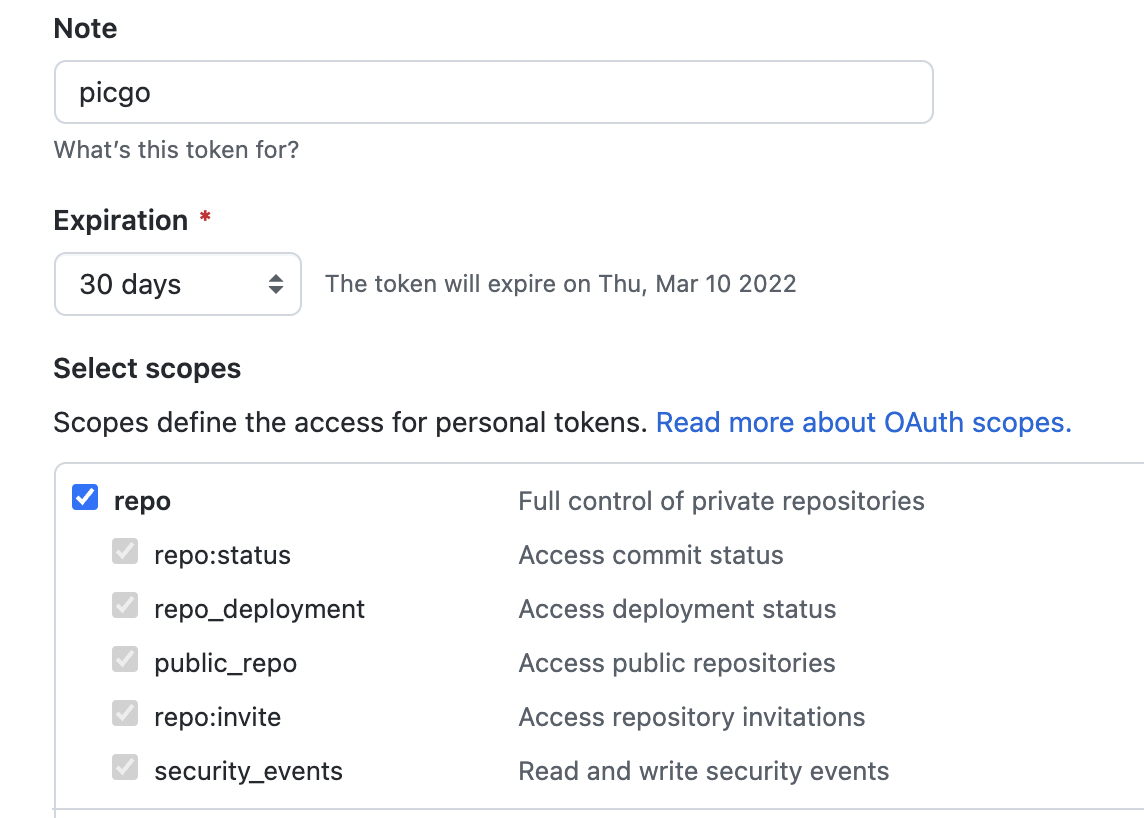 Note
picgo
What's this token for?
Expiration *
30 days The token will expire on Thu, Mar 10 2022
Select scopes
Scopes define the access for personal tokens. Read more about OAuth scopes.
repo Full control of private repositories
repo:status Access commit status
repo_deployment Access deployment status
public_repo Access public repositories
repo:invite Access repository invitations
security_events Read and write security events